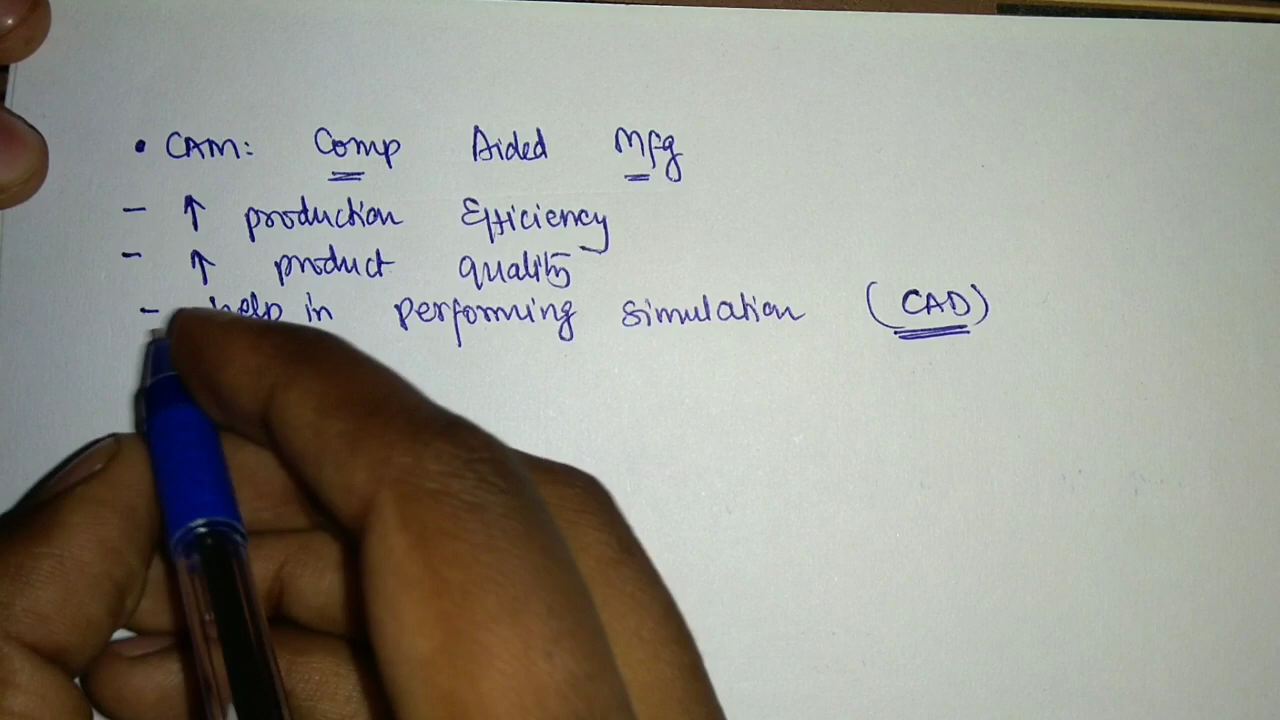 • CAM: Comp Aided Mfg
- ↑ production Efficiency
- ↑ product quality
- help in performing simulation (CAD)